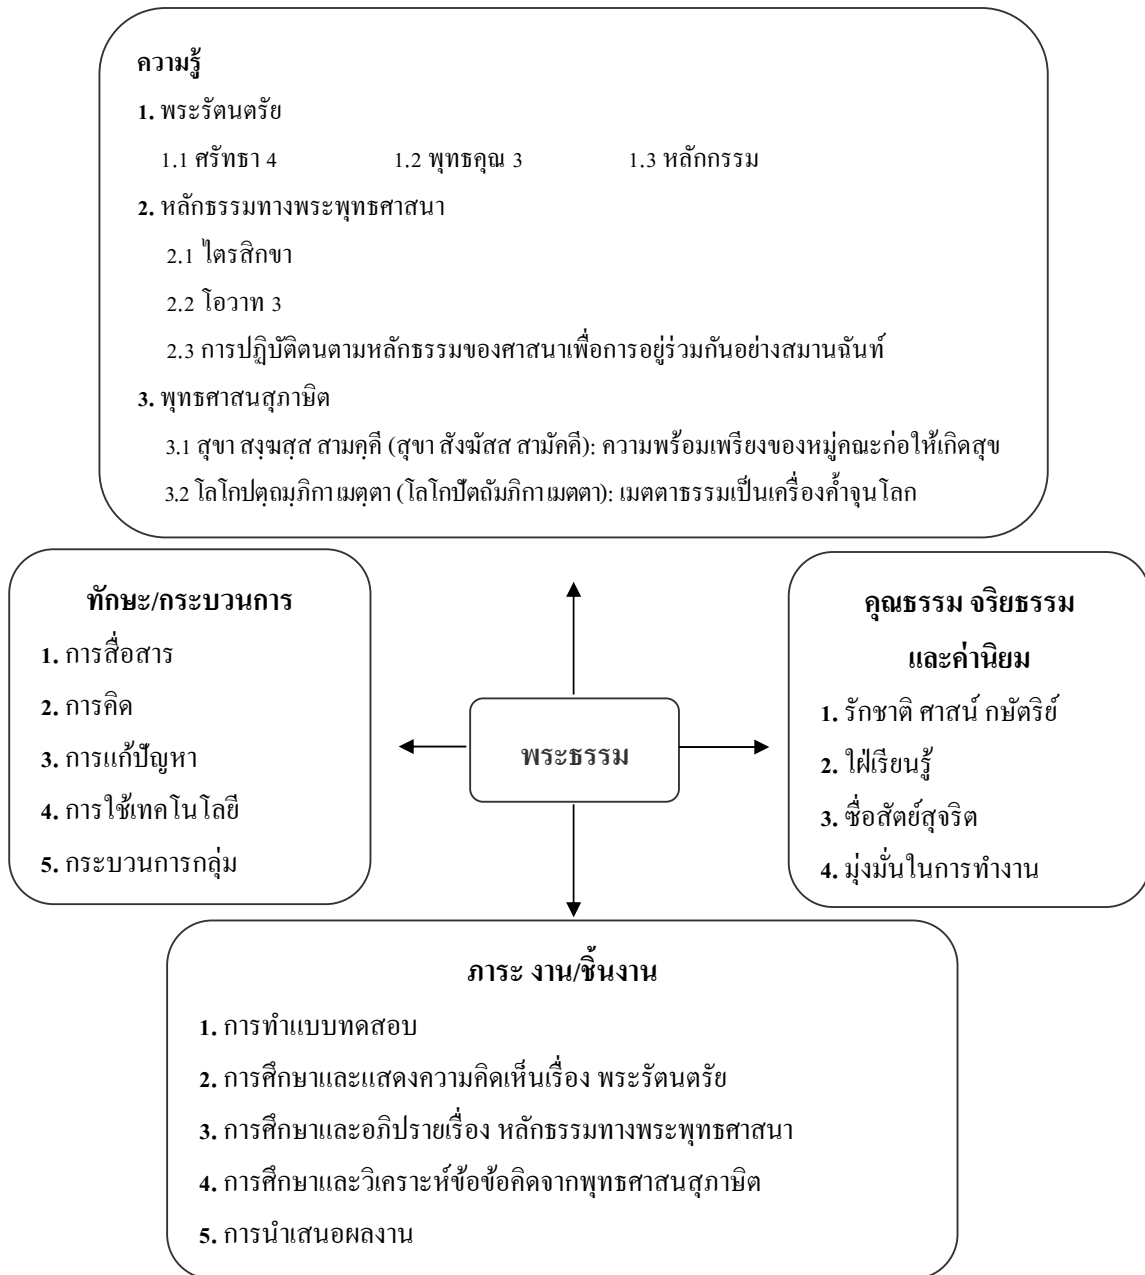 ความรู้
1. พระรัตนตรัย
1.1 ศรัทธา 4 1.2 พุทธคุณ 3 1.3 หลักกรรม
2. หลักธรรมทางพระพุทธศาสนา
2.1 ไตรสิกขา
2.2 โอวาท 3
2.3 การปฏิบัติตนตามหลักธรรมของศาสนาเพื่อการอยู่ร่วมกันอย่างสมานฉันท์
3. พุทธศาสนสุภาษิต
3.1 สุขา สงฺฆสฺส สามคฺคี (สุขา สังฆัสส สามัคคี): ความพร้อมเพรียงของหมู่คณะก่อให้เกิดสุข
3.2 โลโกปตฺถมฺภิกา เมตฺตา (โลโกปัตถัมภิกา เมตตา): เมตตาธรรมเป็นเครื่องค้ำจุนโลก
ทักษะ/กระบวนการ
1. การสื่อสาร
2. การคิด
3. การแก้ปัญหา
4. การใช้เทคโนโลยี
5. กระบวนการกลุ่ม
พระธรรม
คุณธรรม จริยธรรม
และค่านิยม
1. รักชาติ ศาสน์ กษัตริย์
2. ใฝ่เรียนรู้
3. ซื่อสัตย์สุจริต
4. มุ่งมั่นในการทำงาน
ภาระ งาน/ชิ้นงาน
1. การทำแบบทดสอบ
2. การศึกษาและแสดงความคิดเห็นเรื่อง พระรัตนตรัย
3. การศึกษาและอภิปรายเรื่อง หลักธรรมทางพระพุทธศาสนา
4. การศึกษาและวิเคราะห์ข้อข้อคิดจากพุทธศาสนสุภาษิต
5. การนำเสนอผลงาน